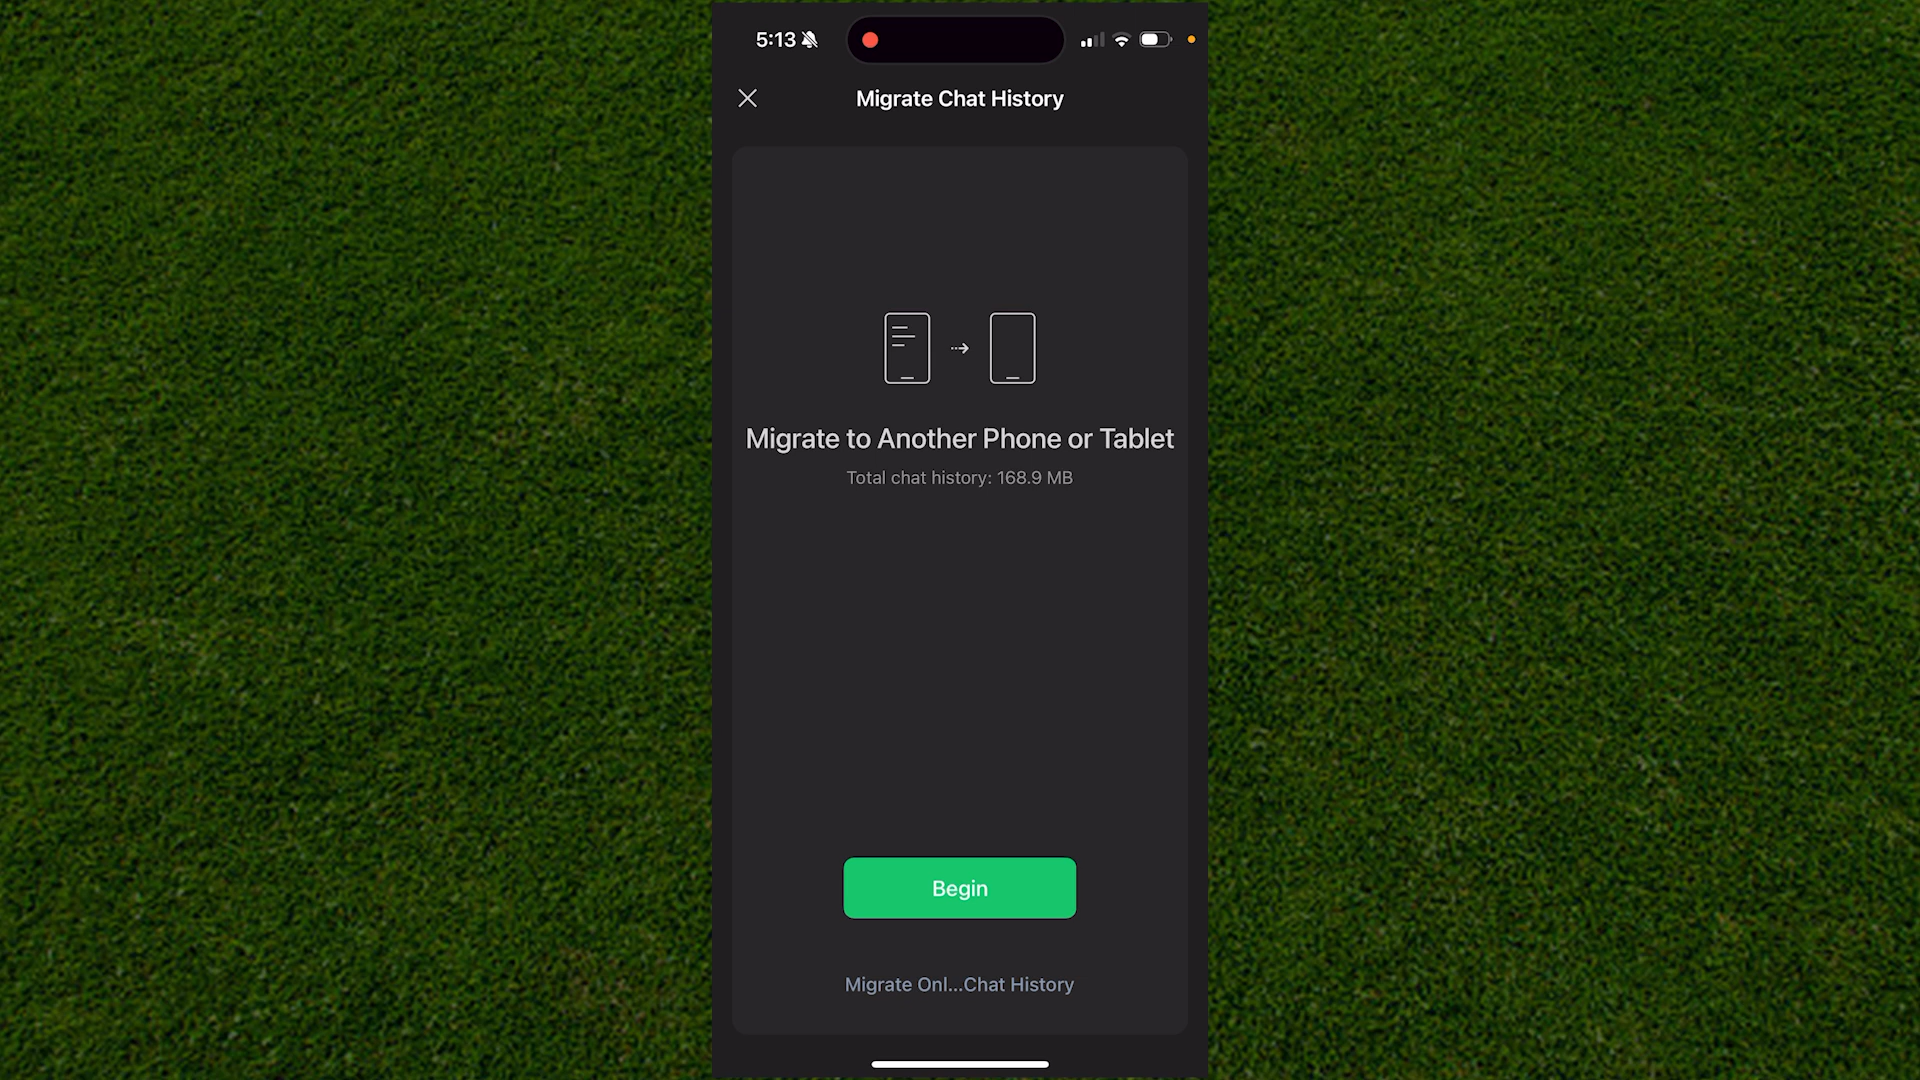 5:13
Migrate Chat History
Migrate to Another Phone or Tablet
Total chat history: 168.9 MB
Begin
Migrate Onl...Chat History